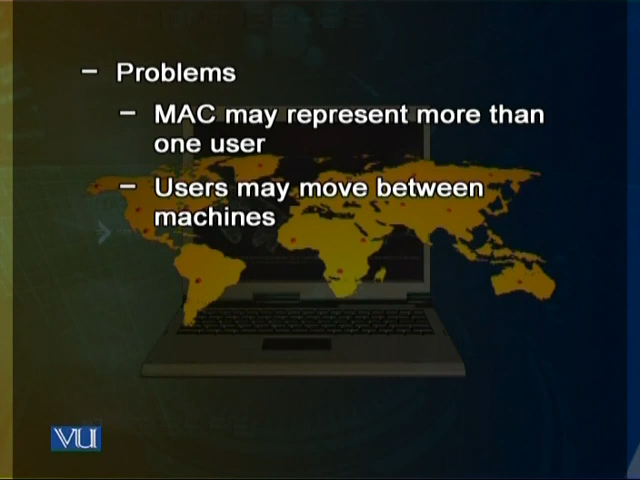 – Problems
– MAC may represent more than
one user
– Users may move between
machines
VU